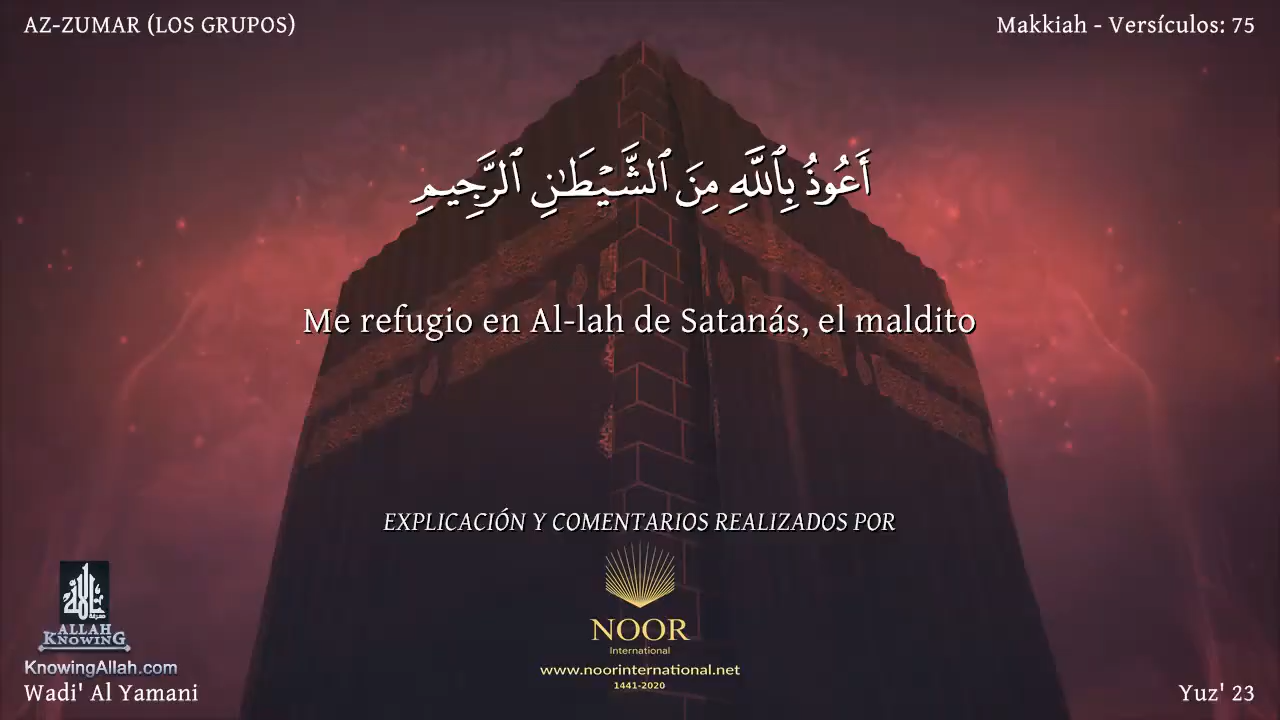 AZ-ZUMAR (LOS GRUPOS)
Makkiah - Versículos: 75
أَعُوذُ بِٱللَّهِ مِنَ ٱلشَّيْطَٰنِ ٱلرَّجِيمِ
Me refugio en Al-lah de Satanás, el maldito
EXPLICACIÓN Y COMENTARIOS REALIZADOS POR
NOOR
International
www.noorinternational.net
1441-2020
ALLAH
KNOWING
KnowingAllah.com
Wadi' Al Yamani
Yuz' 23